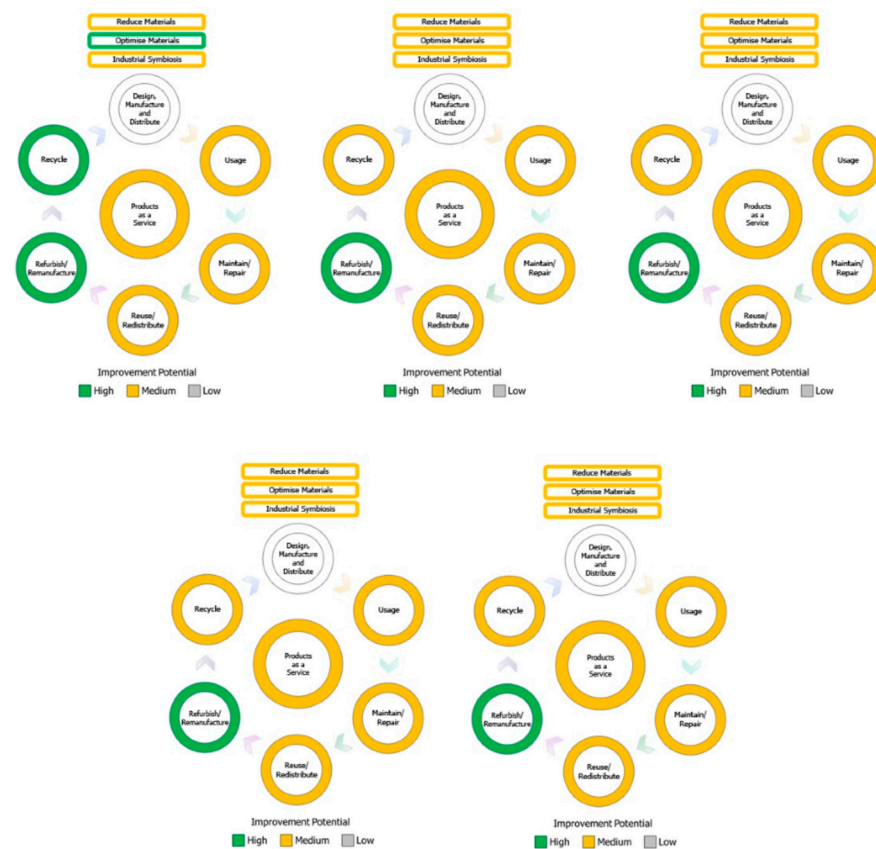 Reduce Materials
Optimise Materials
Industrial Symbiosis
Design,
Manufacture
and
Distribute
Recycle
Usage
Products
as a
Service
Refurbish/
Remanufacture
Maintain/
Repair
Reuse/
Redistribute
Improvement Potential
High Medium Low
Reduce Materials
Optimise Materials
Industrial Symbiosis
Design,
Manufacture
and
Distribute
Recycle
Usage
Products
as a
Service
Refurbish/
Remanufacture
Maintain/
Repair
Reuse/
Redistribute
Improvement Potential
High Medium Low
Reduce Materials
Optimise Materials
Industrial Symbiosis
Design,
Manufacture
and
Distribute
Recycle
Usage
Products
as a
Service
Refurbish/
Remanufacture
Maintain/
Repair
Reuse/
Redistribute
Improvement Potential
High Medium Low
Reduce Materials
Optimise Materials
Industrial Symbiosis
Design,
Manufacture
and
Distribute
Recycle
Usage
Products
as a
Service
Refurbish/
Remanufacture
Maintain/
Repair
Reuse/
Redistribute
Improvement Potential
High Medium Low
Reduce Materials
Optimise Materials
Industrial Symbiosis
Design,
Manufacture
and
Distribute
Recycle
Usage
Products
as a
Service
Refurbish/
Remanufacture
Maintain/
Repair
Reuse/
Redistribute
Improvement Potential
High Medium Low